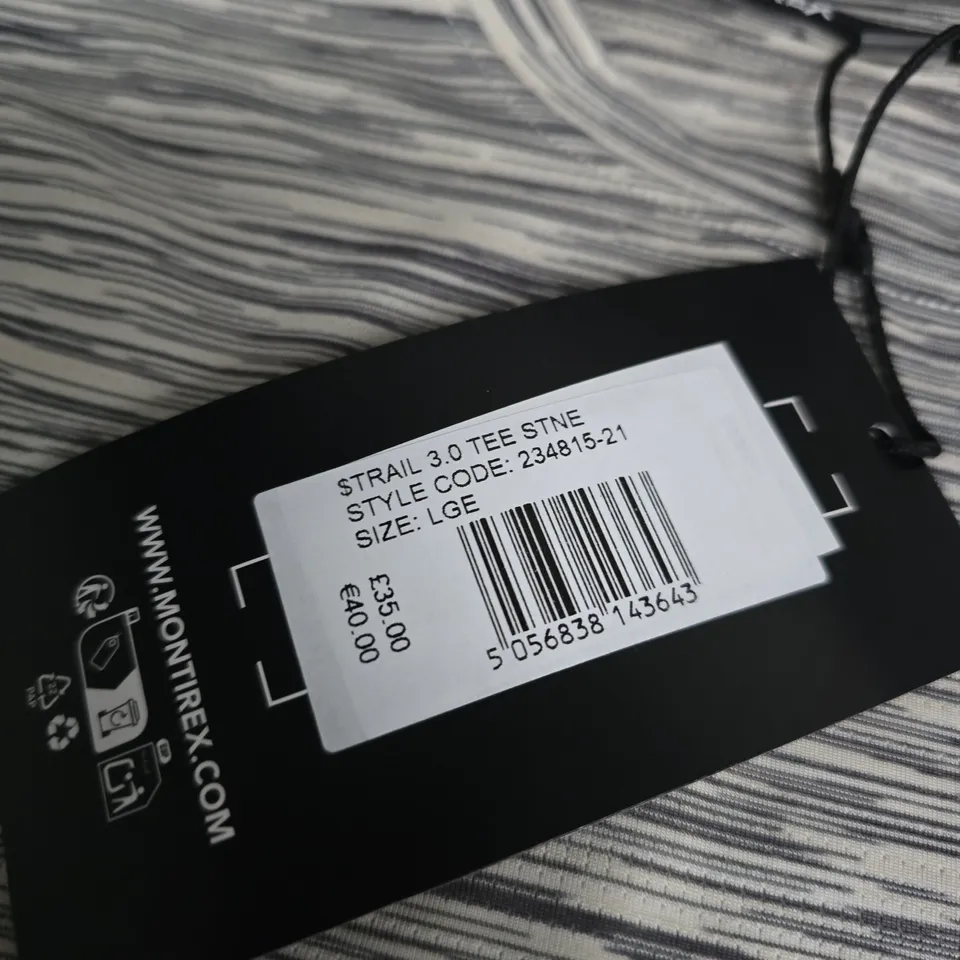 $TRAIL 3.0 TEE STNE
STYLE CODE: 234815-21
SIZE: LGE
£35.00
€40.00
5 056838 143643
WWW.MONTIREX.COM